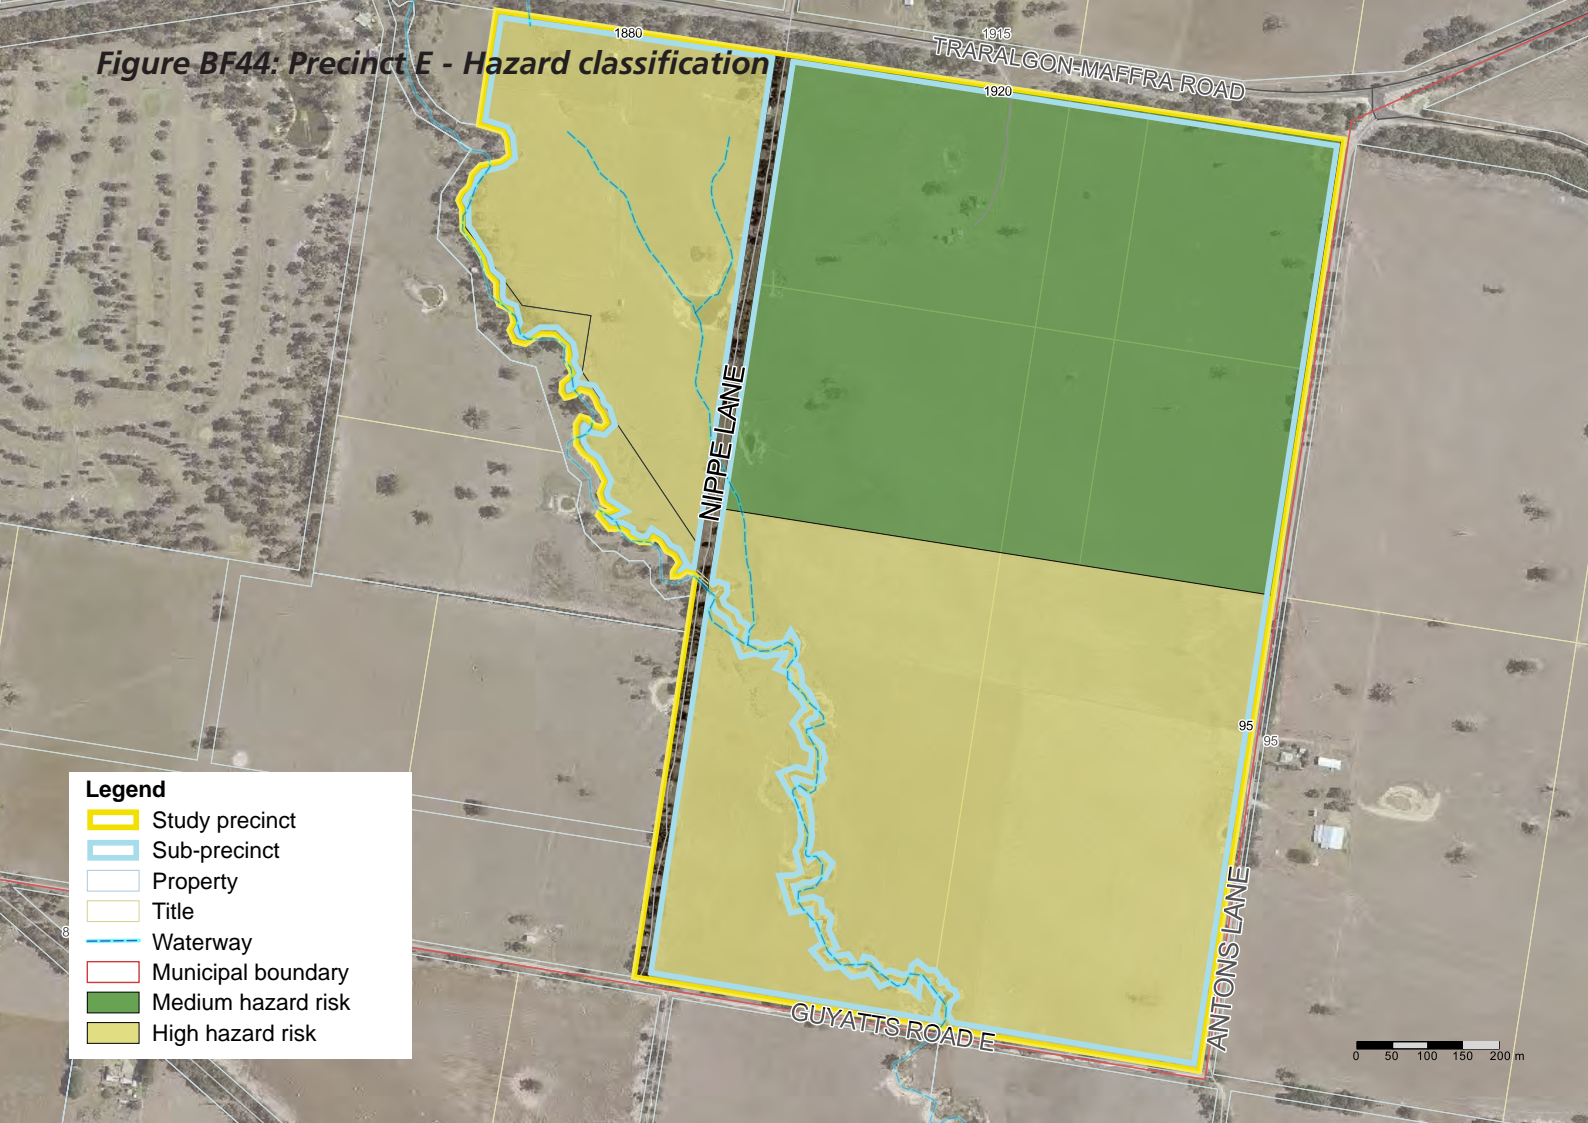 1880
1915
TRARALGON-MAFFRA ROAD
Figure BF44: Precinct E - Hazard classification
1920
NIPPE LANE
95
95
ANTONS LANE
GUYATTS ROAD E
8
Legend
Study precinct
Sub-precinct
Property
Title
Waterway
Municipal boundary
Medium hazard risk
High hazard risk
0 50 100 150 200 m